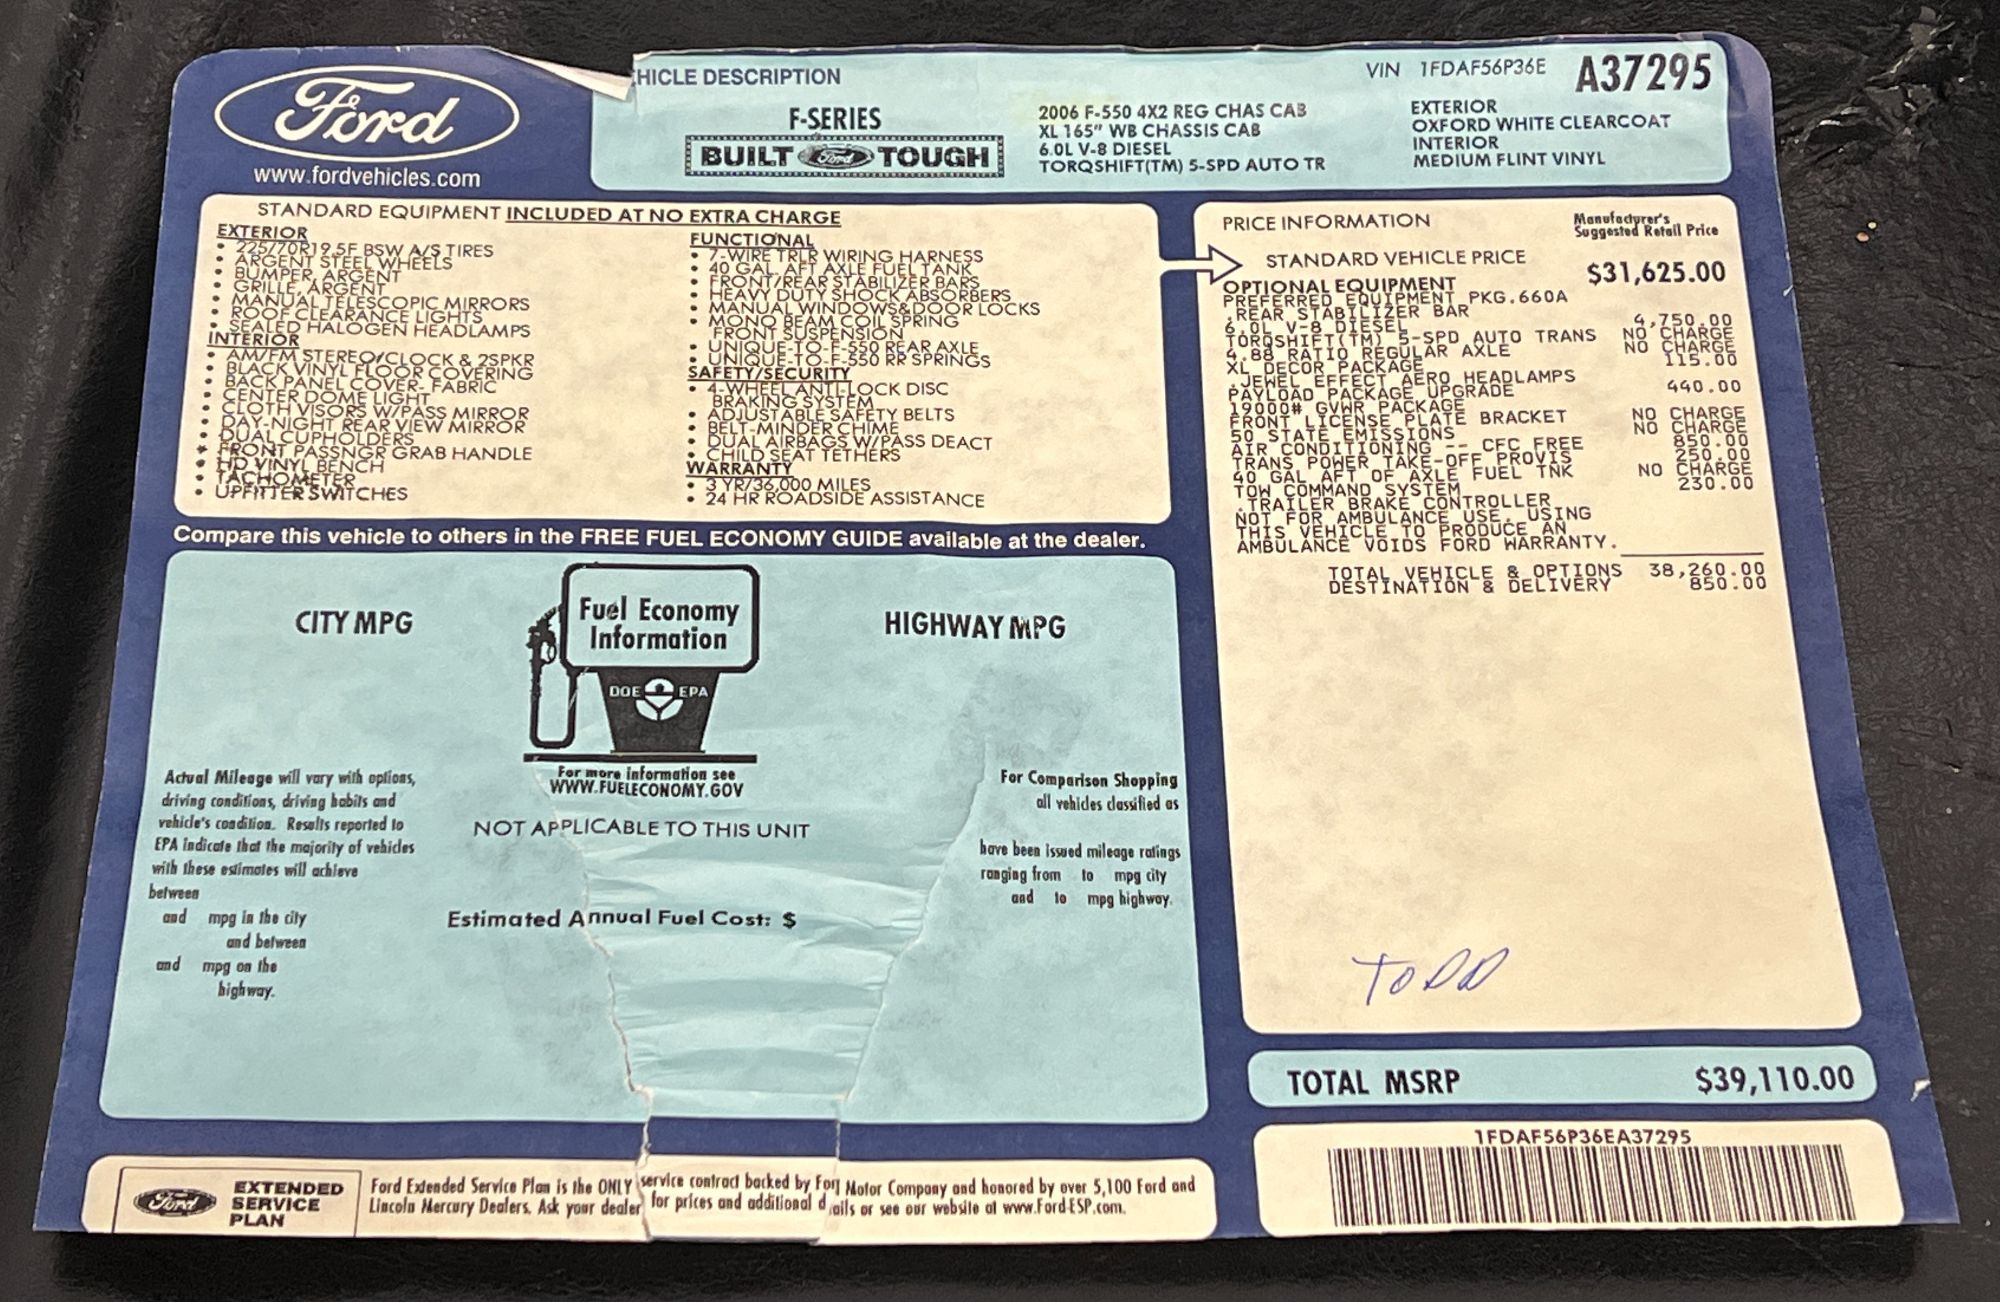 Ford
www.fordvehicles.com
HICLE DESCRIPTION
F-SERIES
BUILT Ford TOUGH
2006 F-550 4X2 REG CHAS CAB
XL 165" WB CHASSIS CAB
6.0L V-8 DIESEL
TORQSHIFT(TM) 5-SPD AUTO TR
VIN 1FDAF56P36E A37295
EXTERIOR
OXFORD WHITE CLEARCOAT
INTERIOR
MEDIUM FLINT VINYL
STANDARD EQUIPMENT INCLUDED AT NO EXTRA CHARGE
EXTERIOR
• 225/70R19.5F BSW A/S TIRES
• ARGENT STEEL WHEELS
• BUMPER, ARGENT
• GRILLE, ARGENT
• MANUAL TELESCOPIC MIRRORS
• ROOF CLEARANCE LIGHTS
• SEALED HALOGEN HEADLAMPS
INTERIOR
• AM/FM STEREO/CLOCK & 2SPKR
• BLACK VINYL FLOOR COVERING
• BACK PANEL COVER- FABRIC
• CENTER DOME LIGHT
• CLOTH VISORS W/PASS MIRROR
• DAY-NIGHT REAR VIEW MIRROR
• DUAL CUPHOLDERS
• FRONT PASSNGR GRAB HANDLE
• HD VINYL BENCH
• TACHOMETER
• UPFITTER SWITCHES
FUNCTIONAL
• 7-WIRE TRLR WIRING HARNESS
• 40 GAL. AFT AXLE FUEL TANK
• FRONT/REAR STABILIZER BARS
• HEAVY DUTY SHOCK ABSORBERS
• MANUAL WINDOWS&DOOR LOCKS
• MONO BEAM COIL SPRING
FRONT SUSPENSION
• UNIQUE-TO-F-550 REAR AXLE
• UNIQUE-TO-F-550 RR SPRINGS
SAFETY/SECURITY
• 4-WHEEL ANTI-LOCK DISC
BRAKING SYSTEM
• ADJUSTABLE SAFETY BELTS
• BELT-MINDER CHIME
• DUAL AIRBAGS W/PASS DEACT
• CHILD SEAT TETHERS
WARRANTY
• 3 YR/36,000 MILES
• 24 HR ROADSIDE ASSISTANCE
PRICE INFORMATION
Manufacturer's
Suggested Retail Price
STANDARD VEHICLE PRICE $31,625.00
OPTIONAL EQUIPMENT
PREFERRED EQUIPMENT PKG.660A
.REAR STABILIZER BAR
6.0L V-8 DIESEL 4,750.00
TORQSHIFT(TM) 5-SPD AUTO TRANS NO CHARGE
4.88 RATIO REGULAR AXLE NO CHARGE
XL DECOR PACKAGE 115.00
.JEWEL EFFECT AERO HEADLAMPS
PAYLOAD PACKAGE UPGRADE 440.00
19000# GVWR PACKAGE
FRONT LICENSE PLATE BRACKET NO CHARGE
50 STATE EMISSIONS NO CHARGE
AIR CONDITIONING -- CFC FREE 850.00
TRANS POWER TAKE-OFF PROVIS 250.00
40 GAL AFT OF AXLE FUEL TNK NO CHARGE
TOW COMMAND SYSTEM 230.00
.TRAILER BRAKE CONTROLLER
NOT FOR AMBULANCE USE. USING
THIS VEHICLE TO PRODUCE AN
AMBULANCE VOIDS FORD WARRANTY.
TOTAL VEHICLE & OPTIONS 38,260.00
DESTINATION & DELIVERY 850.00
TODD
TOTAL MSRP $39,110.00
1FDAF56P36EA37295
Compare this vehicle to others in the FREE FUEL ECONOMY GUIDE available at the dealer.
CITY MPG
Fuel Economy
Information
DOE EPA
HIGHWAY MPG
For more information see
WWW.FUELECONOMY.GOV
NOT APPLICABLE TO THIS UNIT
Estimated Annual Fuel Cost: $
Actual Mileage will vary with options,
driving conditions, driving habits and
vehicle's condition. Results reported to
EPA indicate that the majority of vehicles
with these estimates will achieve
between
and mpg in the city
and between
and mpg on the
highway.
For Comparison Shopping
all vehicles classified as
have been issued mileage ratings
ranging from to mpg city
and to mpg highway.
Ford EXTENDED
SERVICE
PLAN
Ford Extended Service Plan is the ONLY service contract backed by For Motor Company and honored by over 5,100 Ford and
Lincoln Mercury Dealers. Ask your dealer for prices and additional d ails or see our website at www.Ford-ESP.com.